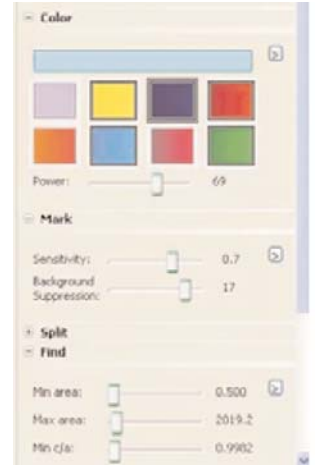 Color
Power: 69
Mark
Sensitivity: 0.7
Background
Suppression: 17
Split
Find
Min area: 0.500
Max area: 2019.2
Min c/a: 0.9982